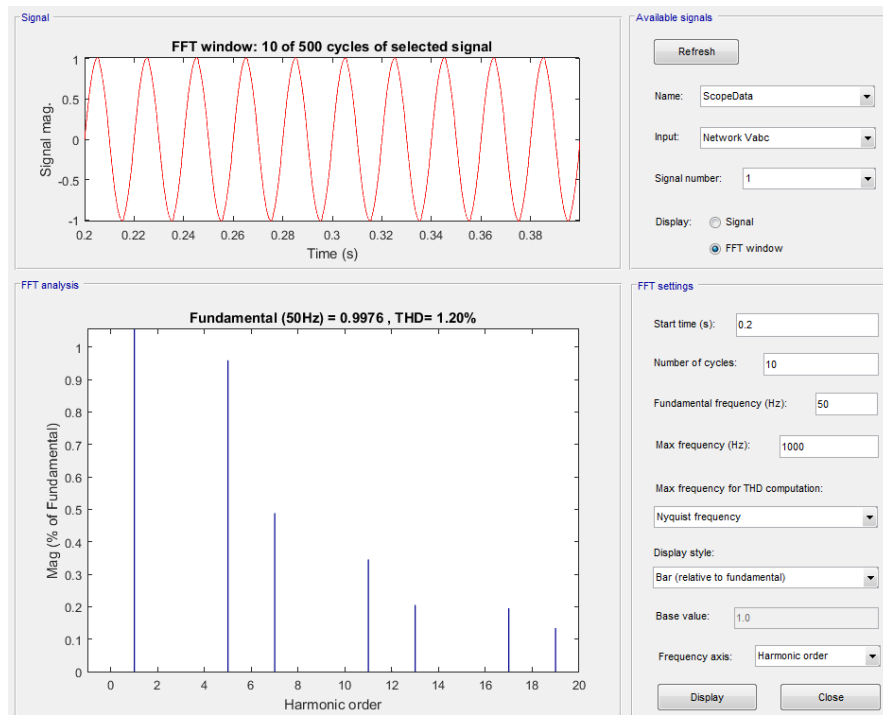 Signal
FFT window: 10 of 500 cycles of selected signal
1
0.5
0
-0.5
-1
Signal mag.
0.2
0.22
0.24
0.26
0.28
0.3
0.32
0.34
0.36
0.38
Time (s)
Available signals
Refresh
Name:
ScopeData
Input:
Network Vabc
Signal number:
1
Display:
Signal
FFT window
FFT analysis
Fundamental (50Hz) = 0.9976 , THD= 1.20%
1
0.9
0.8
0.7
0.6
0.5
0.4
0.3
0.2
0.1
0
Mag (% of Fundamental)
0
2
4
6
8
10
12
14
16
18
20
Harmonic order
FFT settings
Start time (s):
0.2
Number of cycles:
10
Fundamental frequency (Hz):
50
Max frequency (Hz):
1000
Max frequency for THD computation:
Nyquist frequency
Display style:
Bar (relative to fundamental)
Base value:
1.0
Frequency axis:
Harmonic order
Display
Close